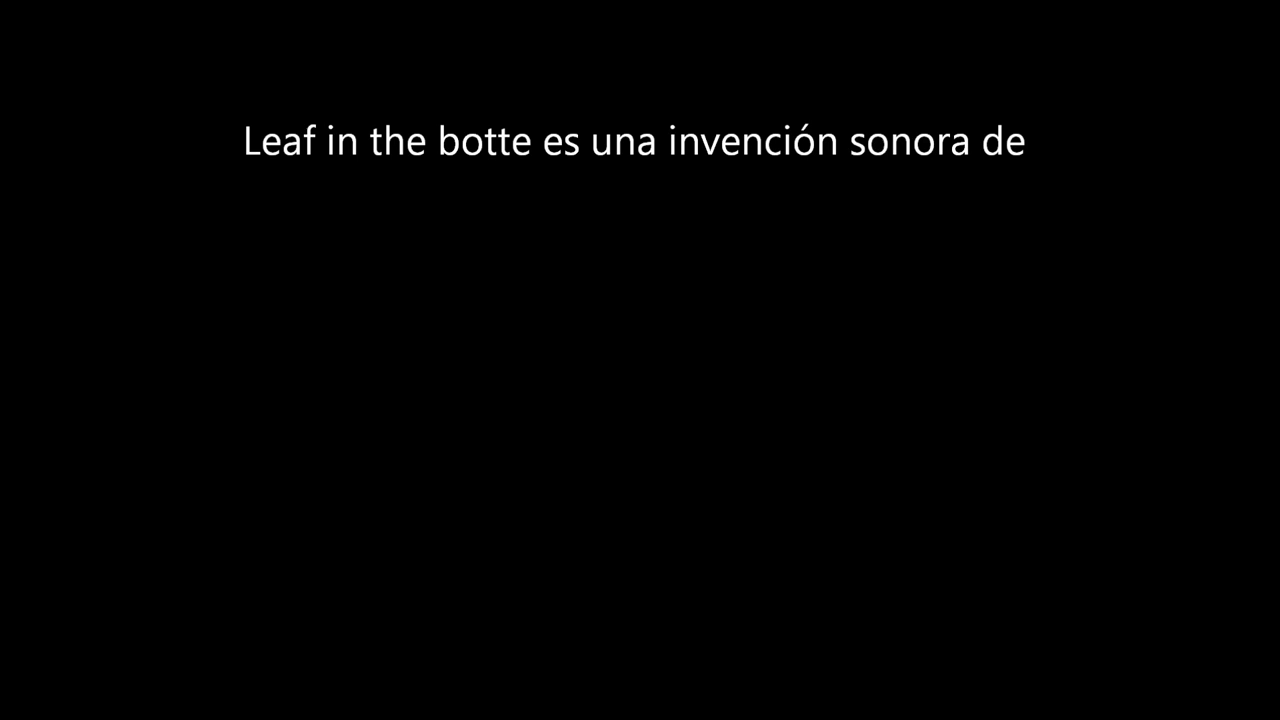 Leaf in the botte es una invención sonora de